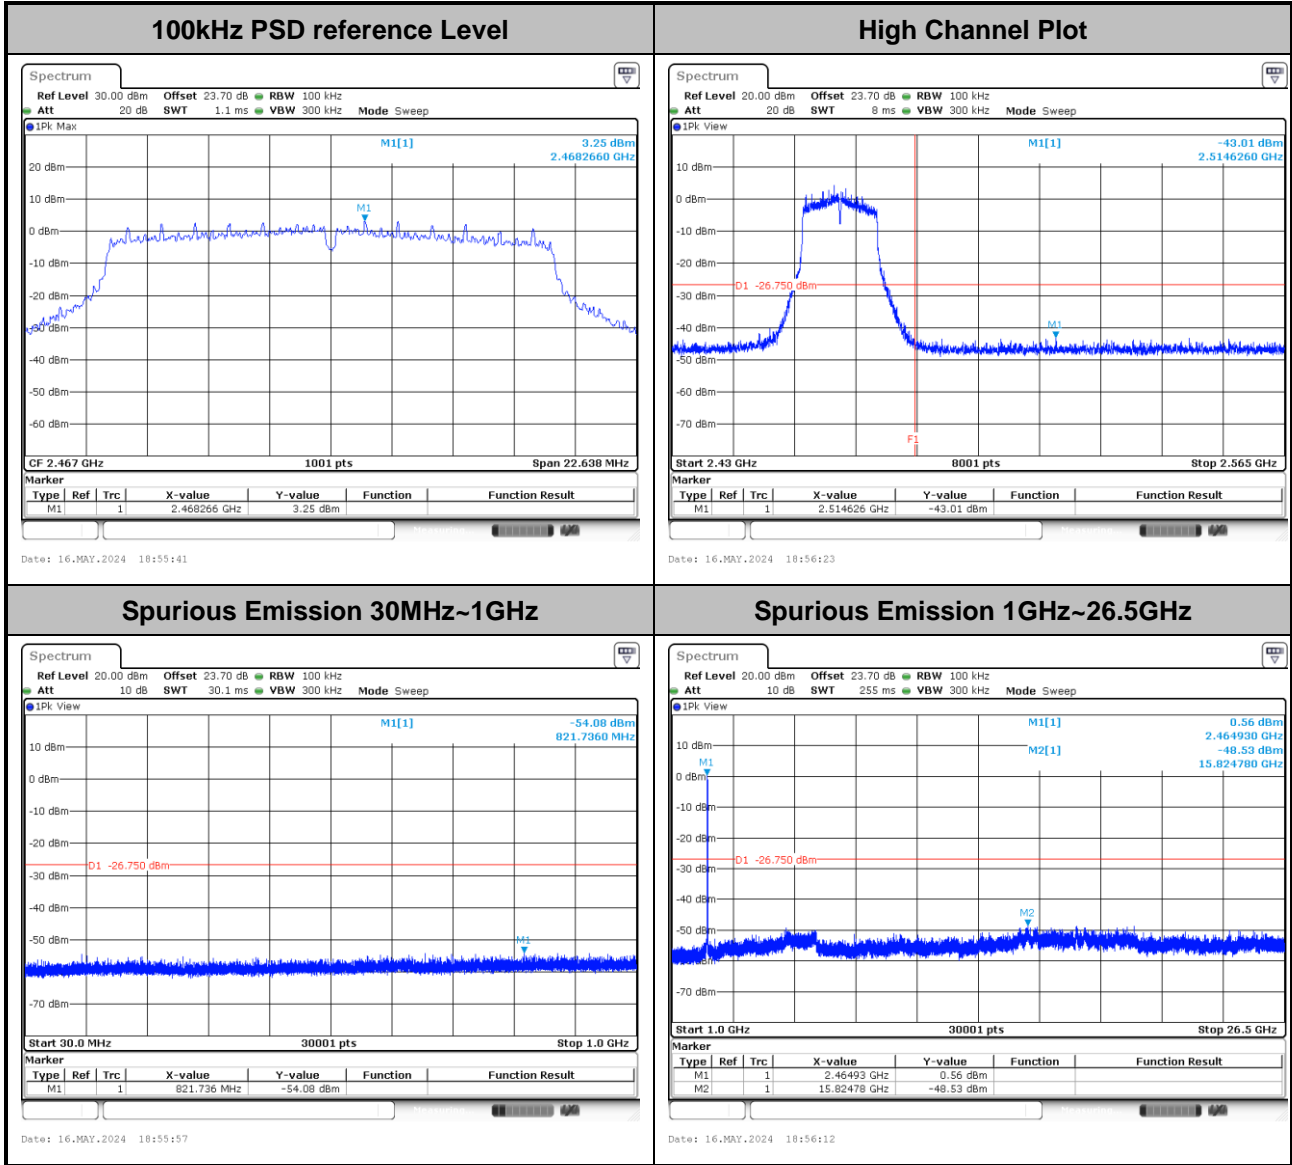 100kHz PSD reference Level
Spectrum
Ref Level 30.00 dBm Offset 23.70 dB RBW 100 kHz
Att 20 dB SWT 1.1 ms VBW 300 kHz Mode Sweep
1Pk Max
M1[1] 3.25 dBm
2.4682660 GHz
20 dBm
10 dBm
M1
0 dBm
-10 dBm
-20 dBm
-30 dBm
-40 dBm
-50 dBm
-60 dBm
CF 2.467 GHz 1001 pts Span 22.638 MHz
Marker
Type Ref Trc X-value Y-value Function Function Result
M1 1 2.468266 GHz 3.25 dBm
Measuring
Date: 16.MAY.2024 18:55:41
High Channel Plot
Spectrum
Ref Level 20.00 dBm Offset 23.70 dB RBW 100 kHz
Att 20 dB SWT 8 ms VBW 300 kHz Mode Sweep
1Pk View
M1[1] -43.01 dBm
2.5146260 GHz
10 dBm
0 dBm
-10 dBm
-20 dBm
D1 -26.750 dBm
-30 dBm
-40 dBm
M1
-50 dBm
-60 dBm
-70 dBm
F1
Start 2.43 GHz 8001 pts Stop 2.565 GHz
Marker
Type Ref Trc X-value Y-value Function Function Result
M1 1 2.514626 GHz -43.01 dBm
Measuring
Date: 16.MAY.2024 18:56:23
Spurious Emission 30MHz~1GHz
Spectrum
Ref Level 20.00 dBm Offset 23.70 dB RBW 100 kHz
Att 10 dB SWT 30.1 ms VBW 300 kHz Mode Sweep
1Pk View
M1[1] -54.08 dBm
821.7360 MHz
10 dBm
0 dBm
-10 dBm
-20 dBm
D1 -26.750 dBm
-30 dBm
-40 dBm
-50 dBm
M1
-70 dBm
Start 30.0 MHz 30001 pts Stop 1.0 GHz
Marker
Type Ref Trc X-value Y-value Function Function Result
M1 1 821.736 MHz -54.08 dBm
Measuring
Date: 16.MAY.2024 18:55:57
Spurious Emission 1GHz~26.5GHz
Spectrum
Ref Level 20.00 dBm Offset 23.70 dB RBW 100 kHz
Att 10 dB SWT 255 ms VBW 300 kHz Mode Sweep
1Pk View
M1[1] 0.56 dBm
2.464930 GHz
M2[1] -48.53 dBm
15.824780 GHz
10 dBm
M1
0 dBm
-10 dBm
-20 dBm
D1 -26.750 dBm
-30 dBm
-40 dBm
M2
-50 dBm
-70 dBm
Start 1.0 GHz 30001 pts Stop 26.5 GHz
Marker
Type Ref Trc X-value Y-value Function Function Result
M1 1 2.46493 GHz 0.56 dBm
M2 1 15.82478 GHz -48.53 dBm
Measuring
Date: 16.MAY.2024 18:56:12